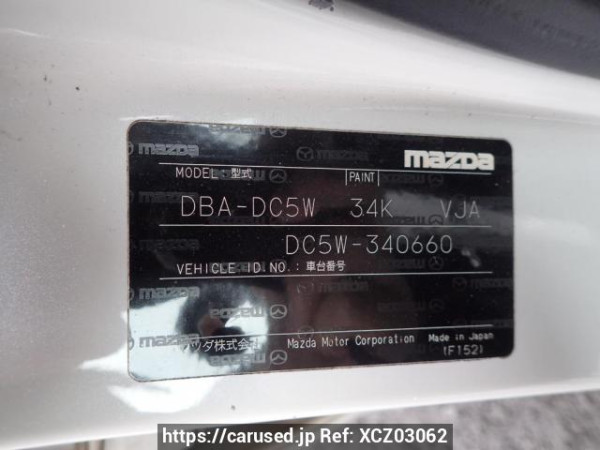 mazda
MODEL:型式 PAINT
DBA-DC5W 34K VJA
DC5W-340660
VEHICLE ID NO.:車台番号
マツダ株式会社 Mazda Motor Corporation Made in Japan
(F152)
https://carused.jp Ref: XCZ03062